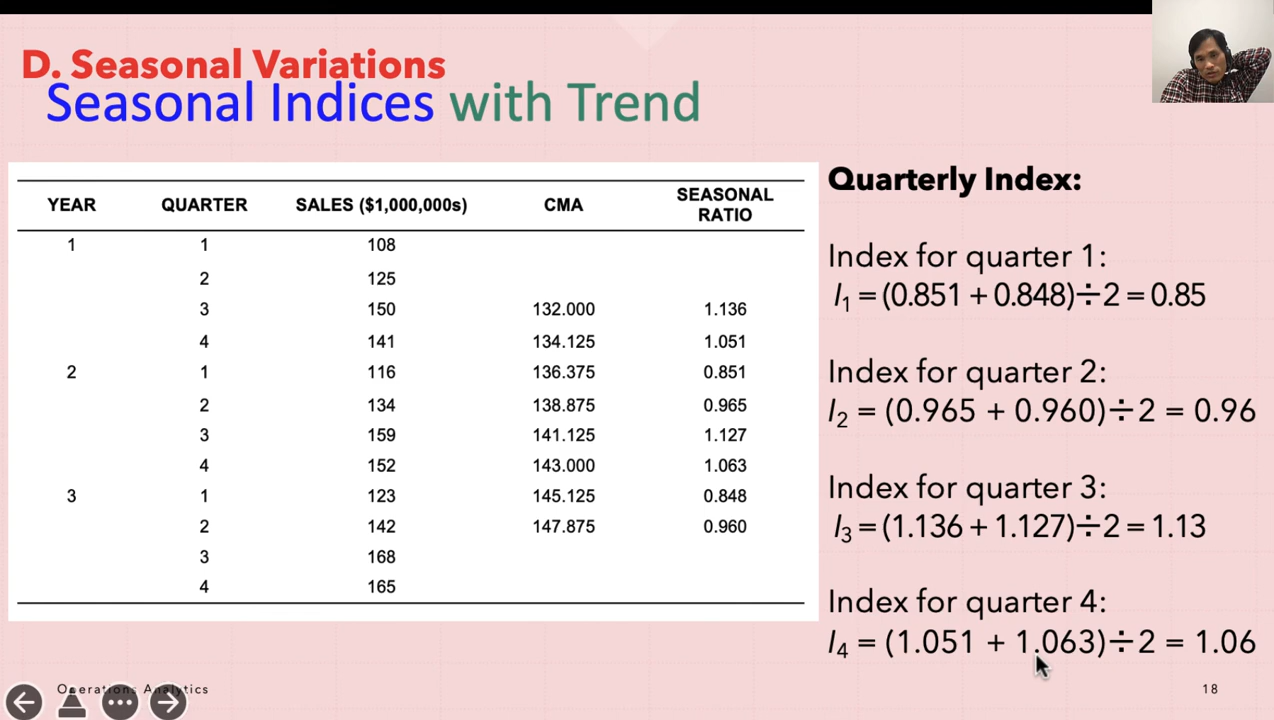 D. Seasonal Variations
Seasonal Indices with Trend
YEAR QUARTER SALES ($1,000,000s) CMA SEASONAL RATIO
1 1 108
2 125
3 150 132.000 1.136
4 141 134.125 1.051
2 1 116 136.375 0.851
2 134 138.875 0.965
3 159 141.125 1.127
4 152 143.000 1.063
3 1 123 145.125 0.848
2 142 147.875 0.960
3 168
4 165
Quarterly Index:
Index for quarter 1:
I1 = (0.851 + 0.848)÷2 = 0.85
Index for quarter 2:
I2 = (0.965 + 0.960)÷2 = 0.96
Index for quarter 3:
I3 = (1.136 + 1.127)÷2 = 1.13
Index for quarter 4:
I4 = (1.051 + 1.063)÷2 = 1.06
Operations Analytics
18